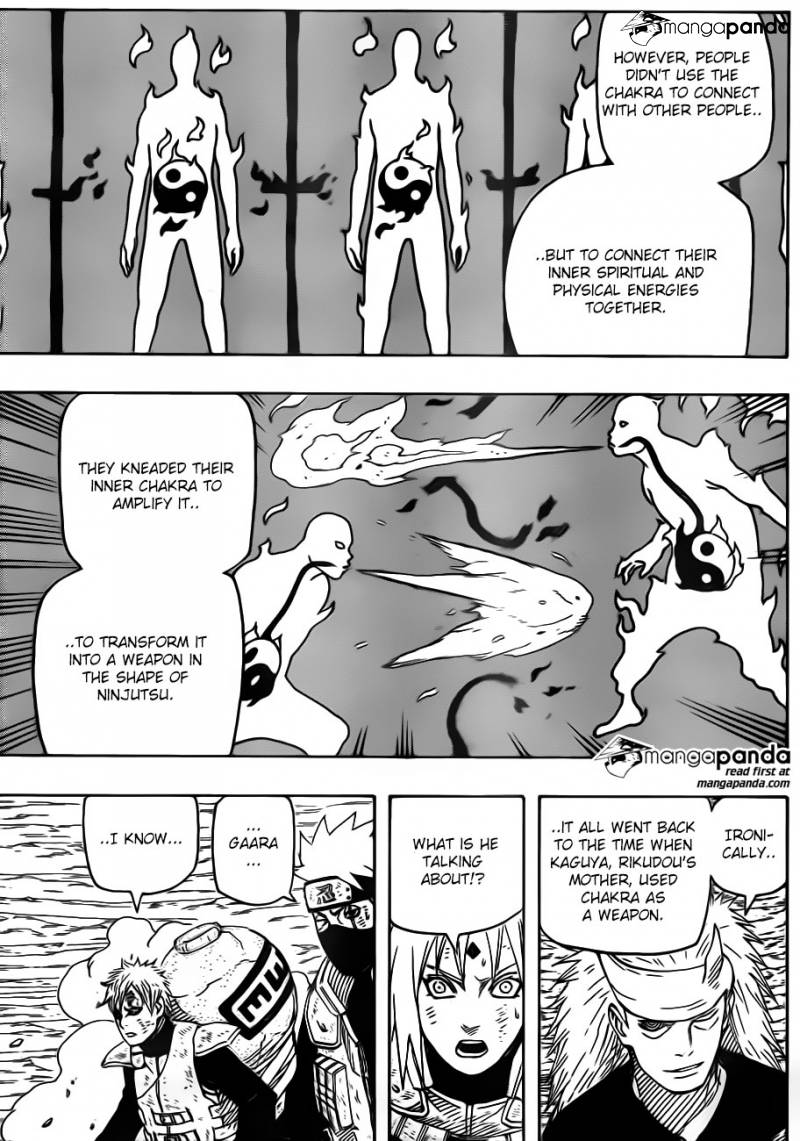 mangapanda
HOWEVER, PEOPLE
DIDN'T USE THE
CHAKRA TO CONNECT
WITH OTHER PEOPLE..
..BUT TO CONNECT THEIR
INNER SPIRITUAL AND
PHYSICAL ENERGIES
TOGETHER.
THEY KNEADED THEIR
INNER CHAKRA TO
AMPLIFY IT..
..TO TRANSFORM IT
INTO A WEAPON IN
THE SHAPE OF
NINJUTSU.
mangapanda
read first at
mangapanda.com
IRONI-
CALLY..
..IT ALL WENT BACK
TO THE TIME WHEN
KAGUYA, RIKUDOU'S
MOTHER, USED
CHAKRA AS
A WEAPON.
WHAT IS HE
TALKING
ABOUT!?
...
GAARA
...
..I KNOW...
忍